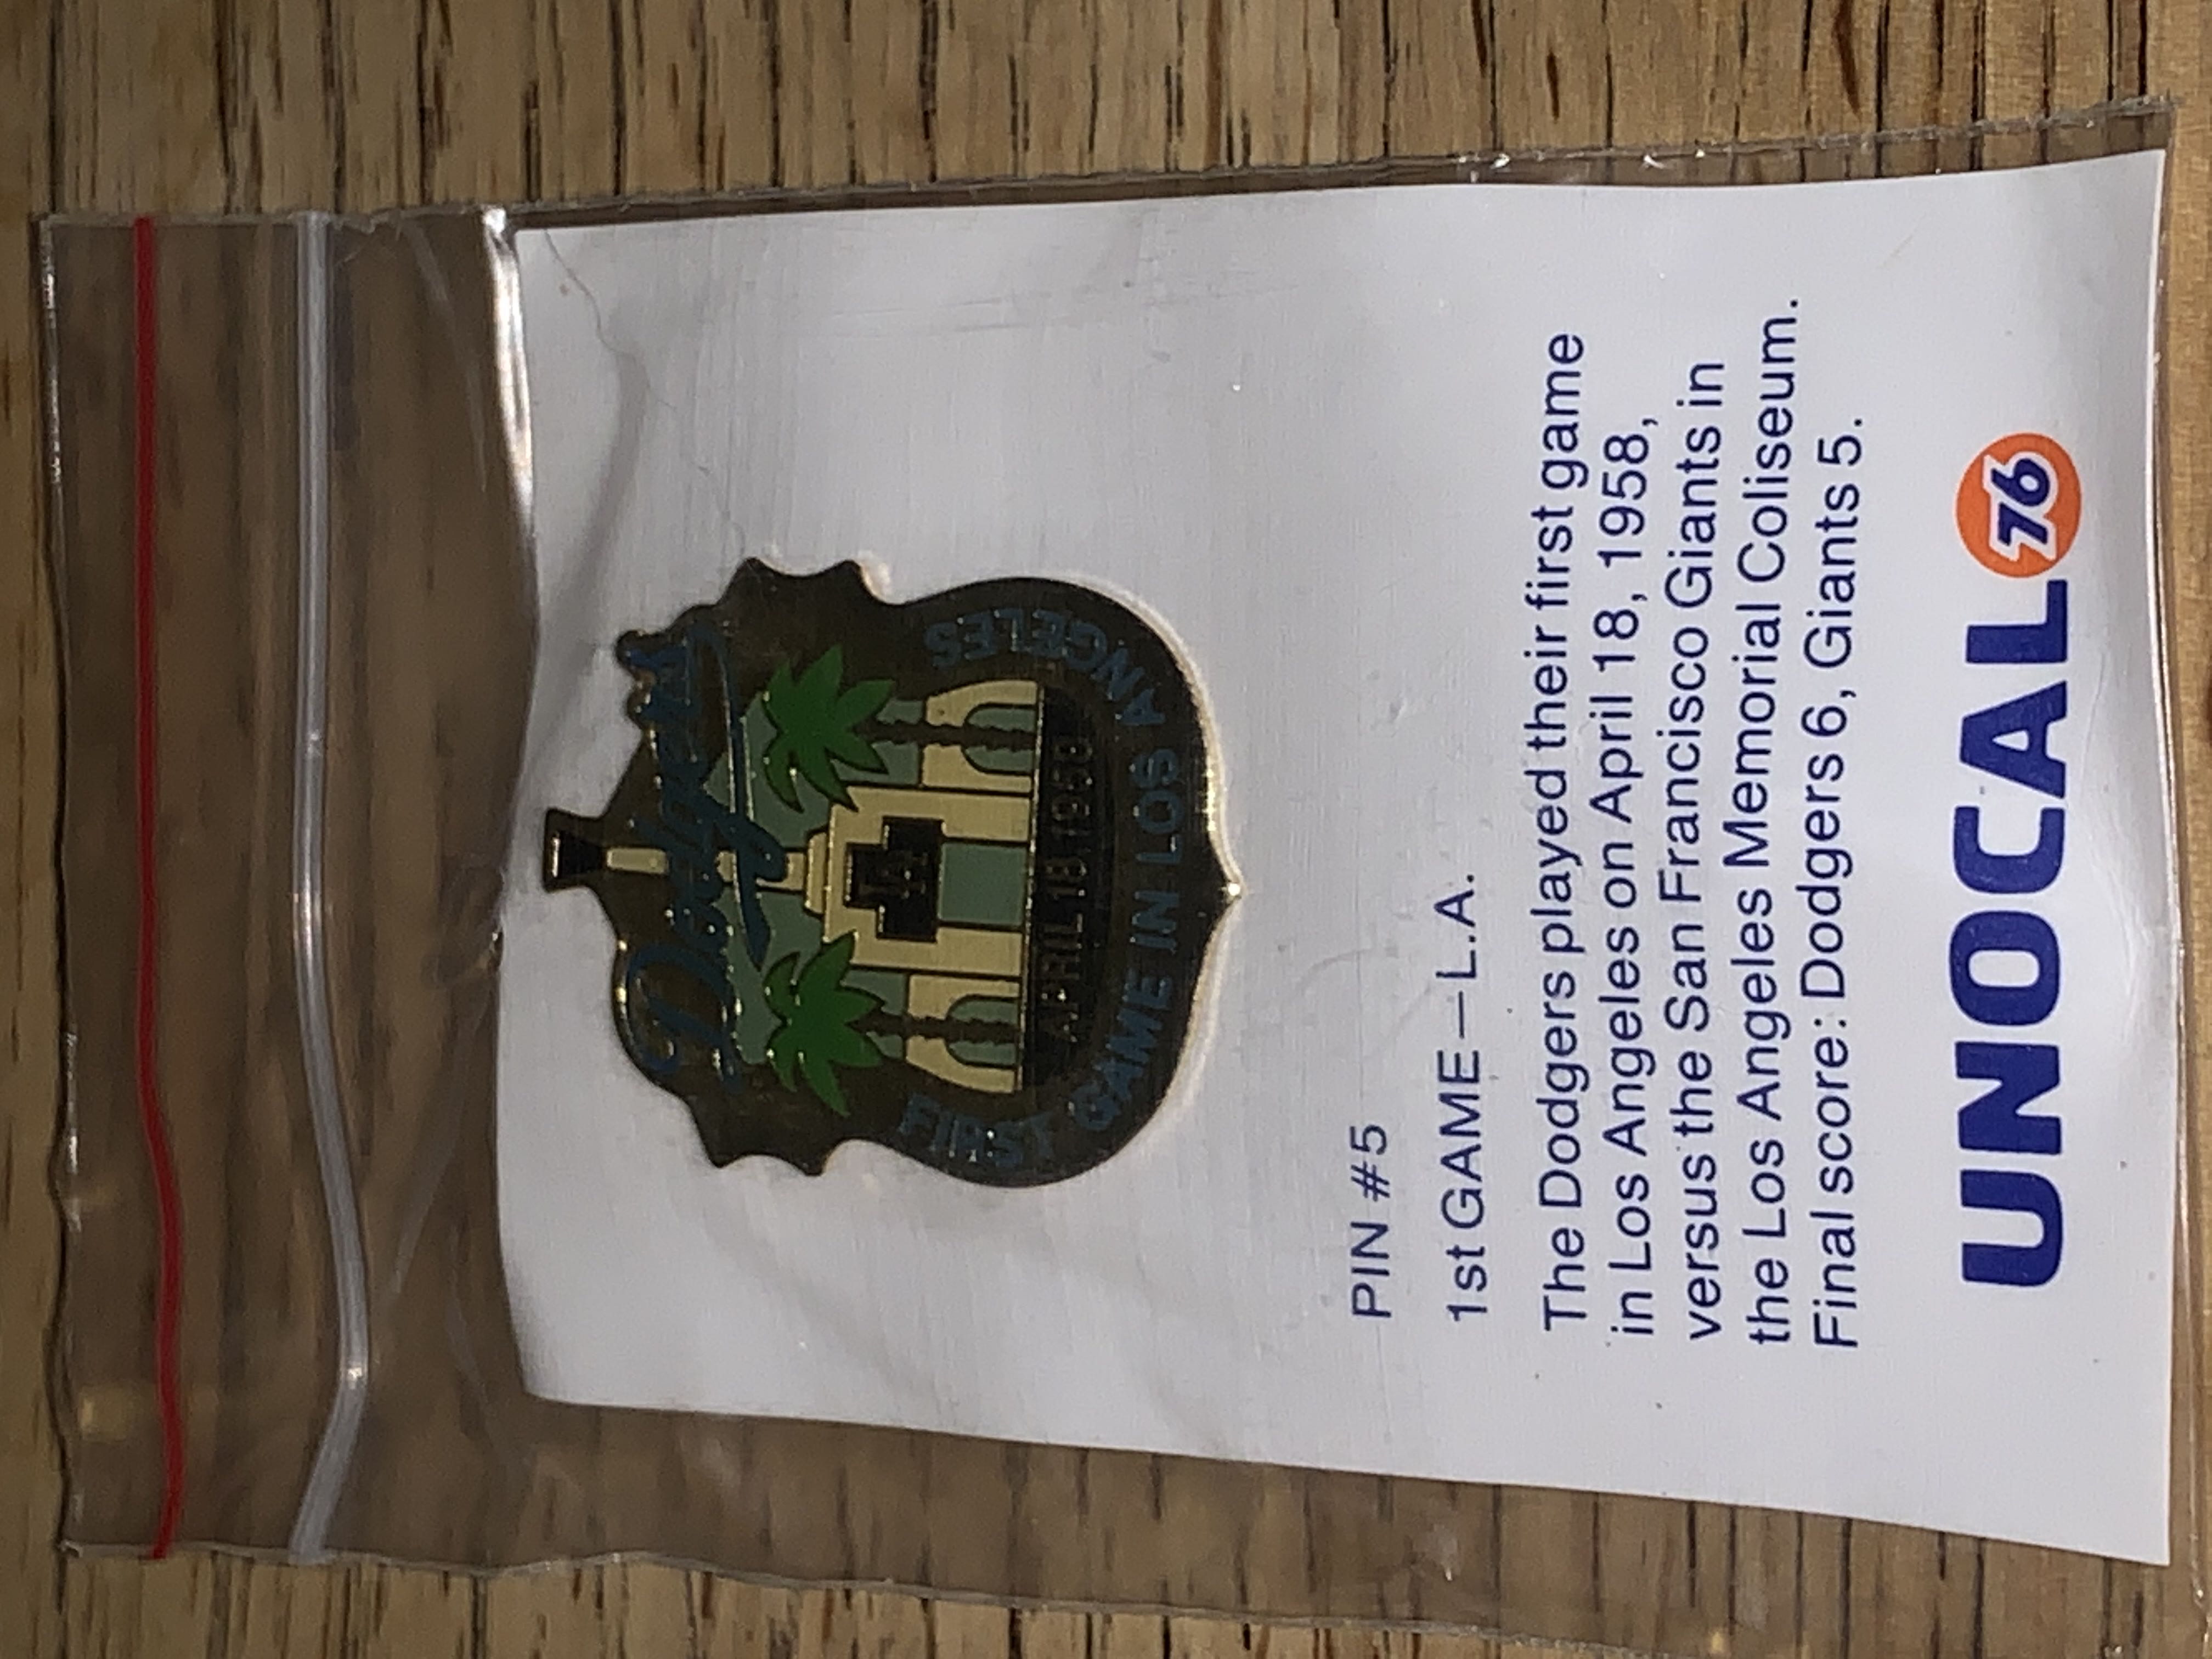 Dodgers
LA
APRIL 18 1958
FIRST GAME IN LOS ANGELES
PIN #5
1st GAME—L.A.
The Dodgers played their first game
in Los Angeles on April 18, 1958,
versus the San Francisco Giants in
the Los Angeles Memorial Coliseum.
Final score: Dodgers 6, Giants 5.
UNOCAL 76